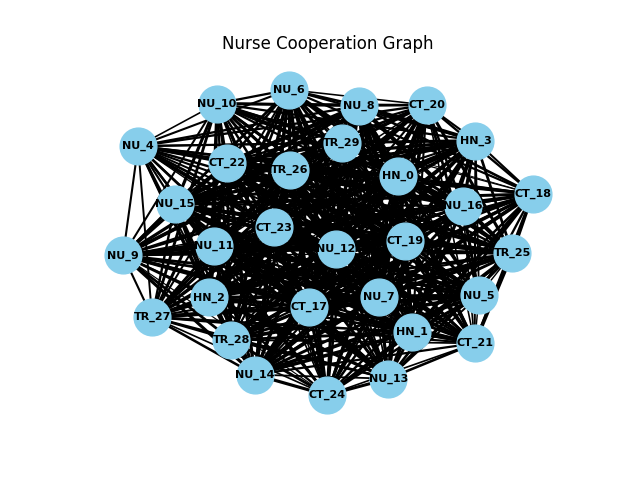 Nurse Cooperation Graph
NU_6
NU_10
NU_8
CT_20
TR_29
HN_3
NU_4
CT_22
TR_26
HN_0
CT_18
NU_15
NU_16
CT_23
CT_19
NU_11
NU_12
TR_25
NU_9
HN_2
NU_7
NU_5
CT_17
TR_27
HN_1
TR_28
CT_21
NU_14
NU_13
CT_24